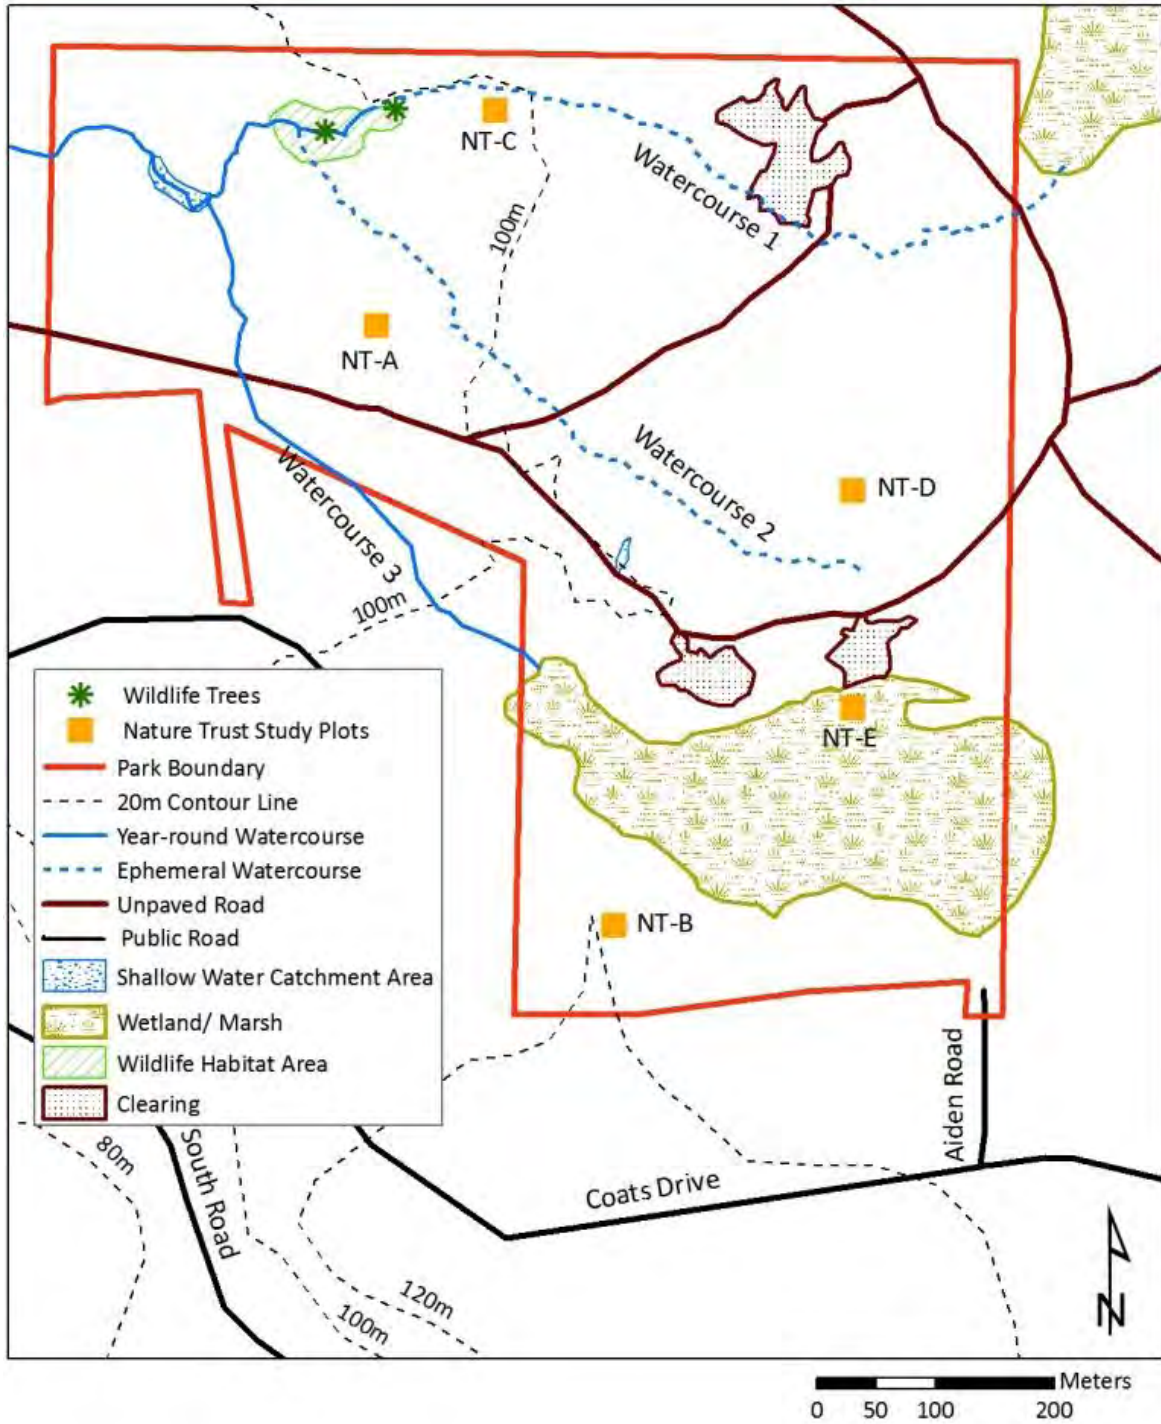 NT-C
Watercourse 1
100m
NT-A
Watercourse 2
NT-D
Watercourse 3
100m
Wildlife Trees
Nature Trust Study Plots
Park Boundary
20m Contour Line
Year-round Watercourse
Ephemeral Watercourse
Unpaved Road
Public Road
Shallow Water Catchment Area
Wetland/ Marsh
Wildlife Habitat Area
Clearing
NT-E
NT-B
Aiden Road
80m
South Road
Coats Drive
120m
100m
N
Meters
0 50 100 200